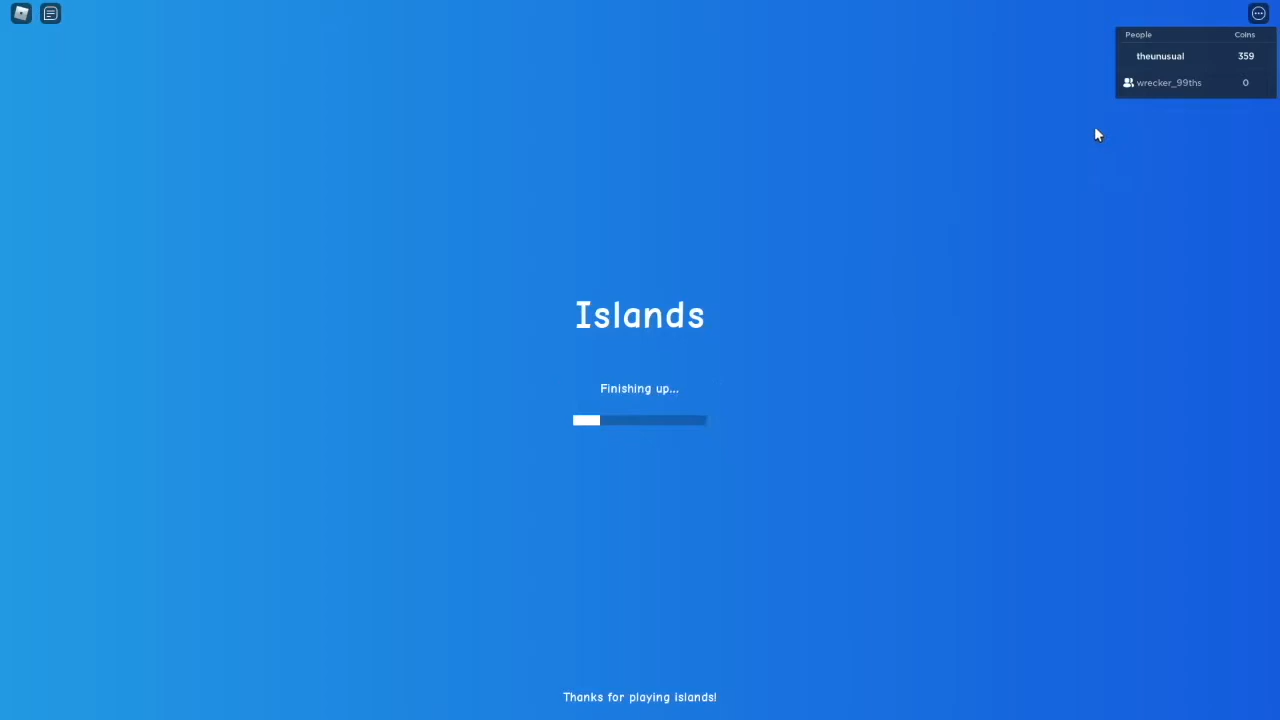 People Coins
theunusual 359
wrecker_99ths 0
Islands
Finishing up...
Thanks for playing islands!